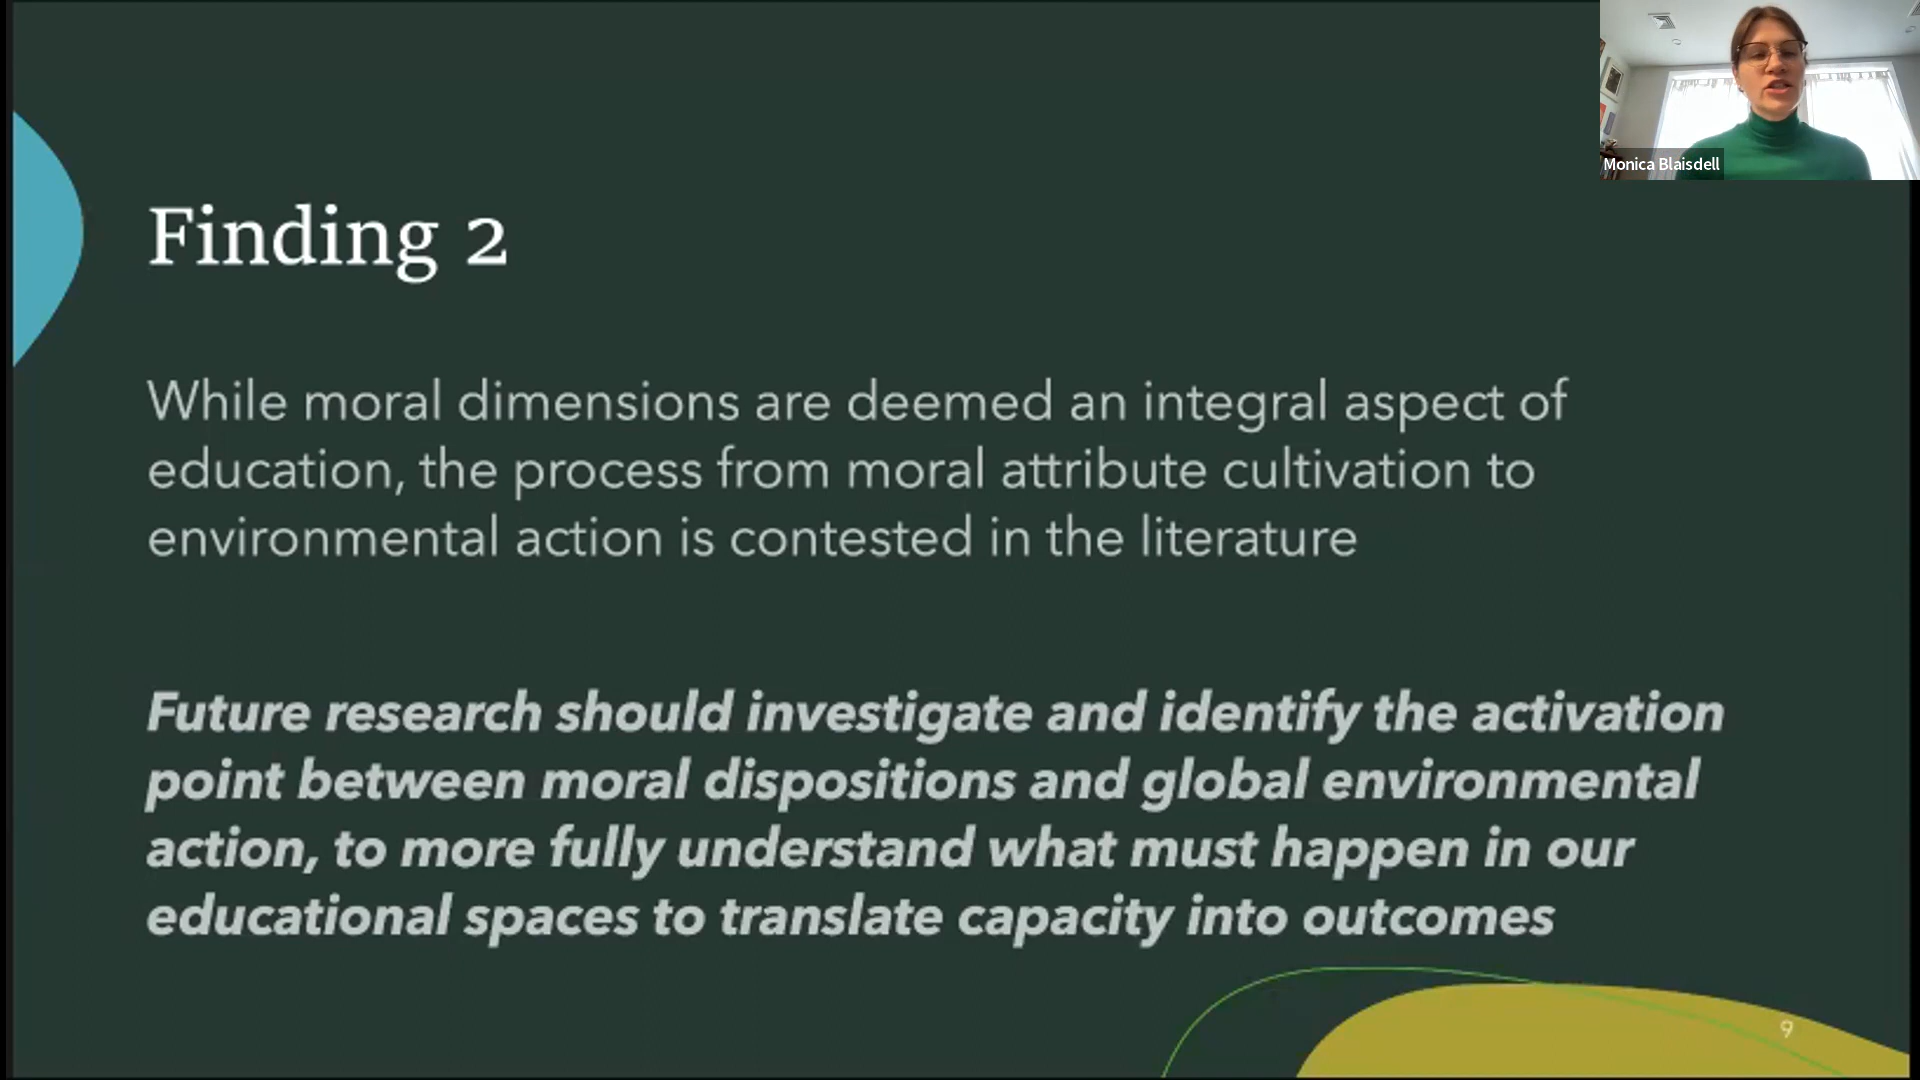 Monica Blaisdell
Finding 2
While moral dimensions are deemed an integral aspect of
education, the process from moral attribute cultivation to
environmental action is contested in the literature
Future research should investigate and identify the activation
point between moral dispositions and global environmental
action, to more fully understand what must happen in our
educational spaces to translate capacity into outcomes
9